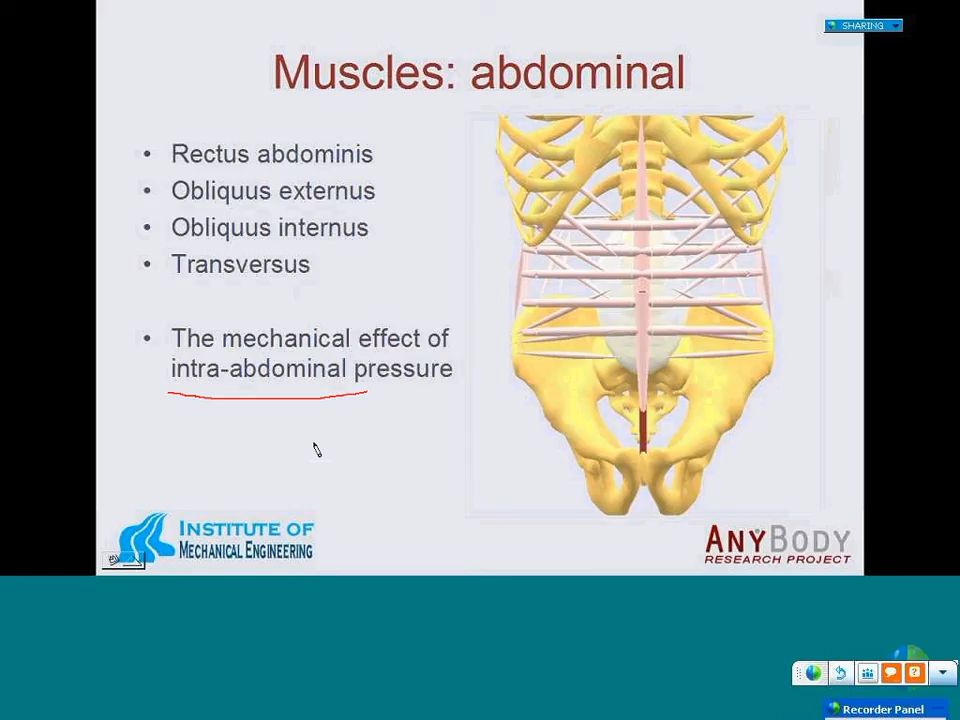 SHARING
Muscles: abdominal
• Rectus abdominis
• Obliquus externus
• Obliquus internus
• Transversus
• The mechanical effect of
intra-abdominal pressure
INSTITUTE OF
MECHANICAL ENGINEERING
ANYBODY
RESEARCH PROJECT
Recorder Panel